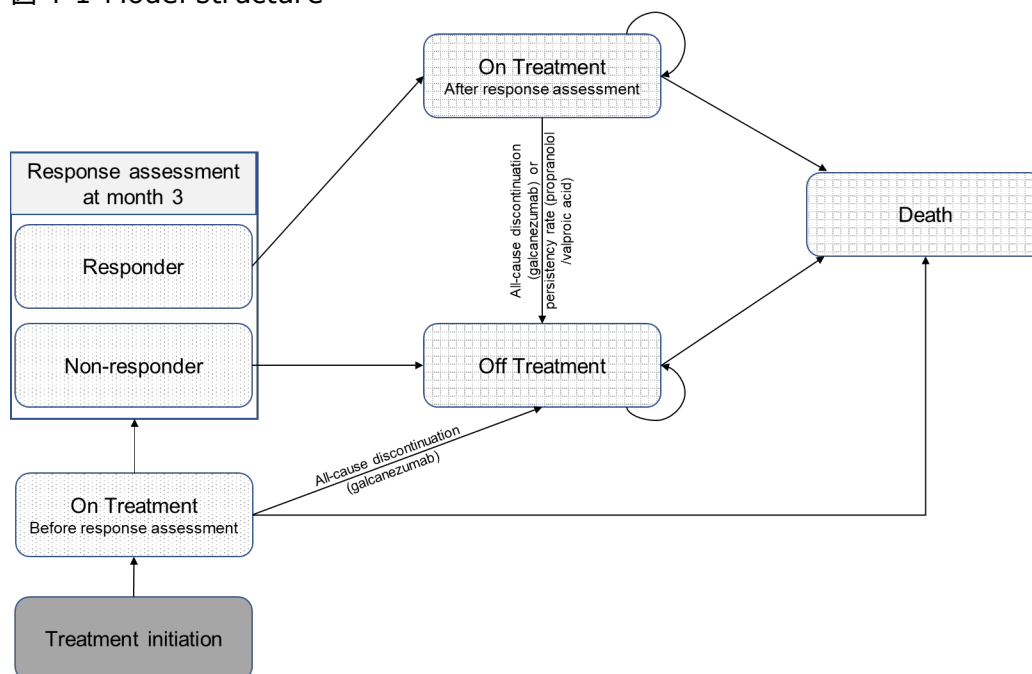 图 4-1 Model structure
On Treatment
After response assessment
Response assessment
at month 3
Responder
Non-responder
All-cause discontinuation
(galcanezumab) or
persistency rate (propranolol
/valproic acid)
Death
Off Treatment
All-cause discontinuation
(galcanezumab)
On Treatment
Before response assessment
Treatment initiation